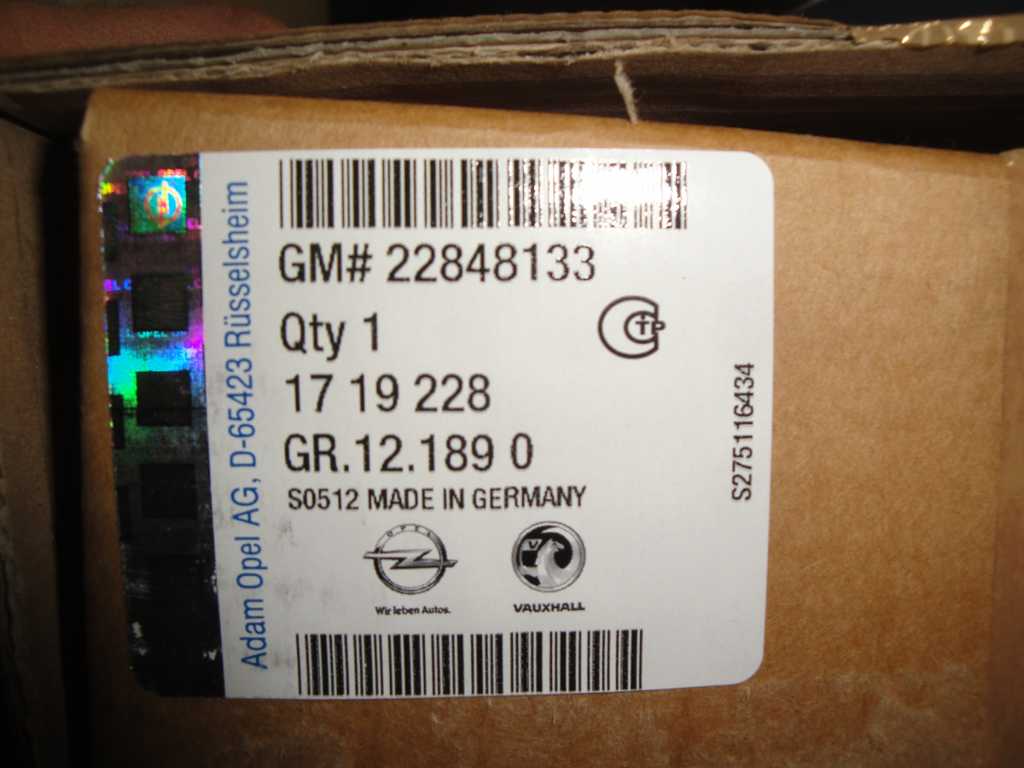 Adam Opel AG, D-65423 Rüsselsheim
GM# 22848133
Qty 1
17 19 228
GR.12.189 0
S0512 MADE IN GERMANY
S275116434
OPEL
Wir leben Autos.
V
VAUXHALL